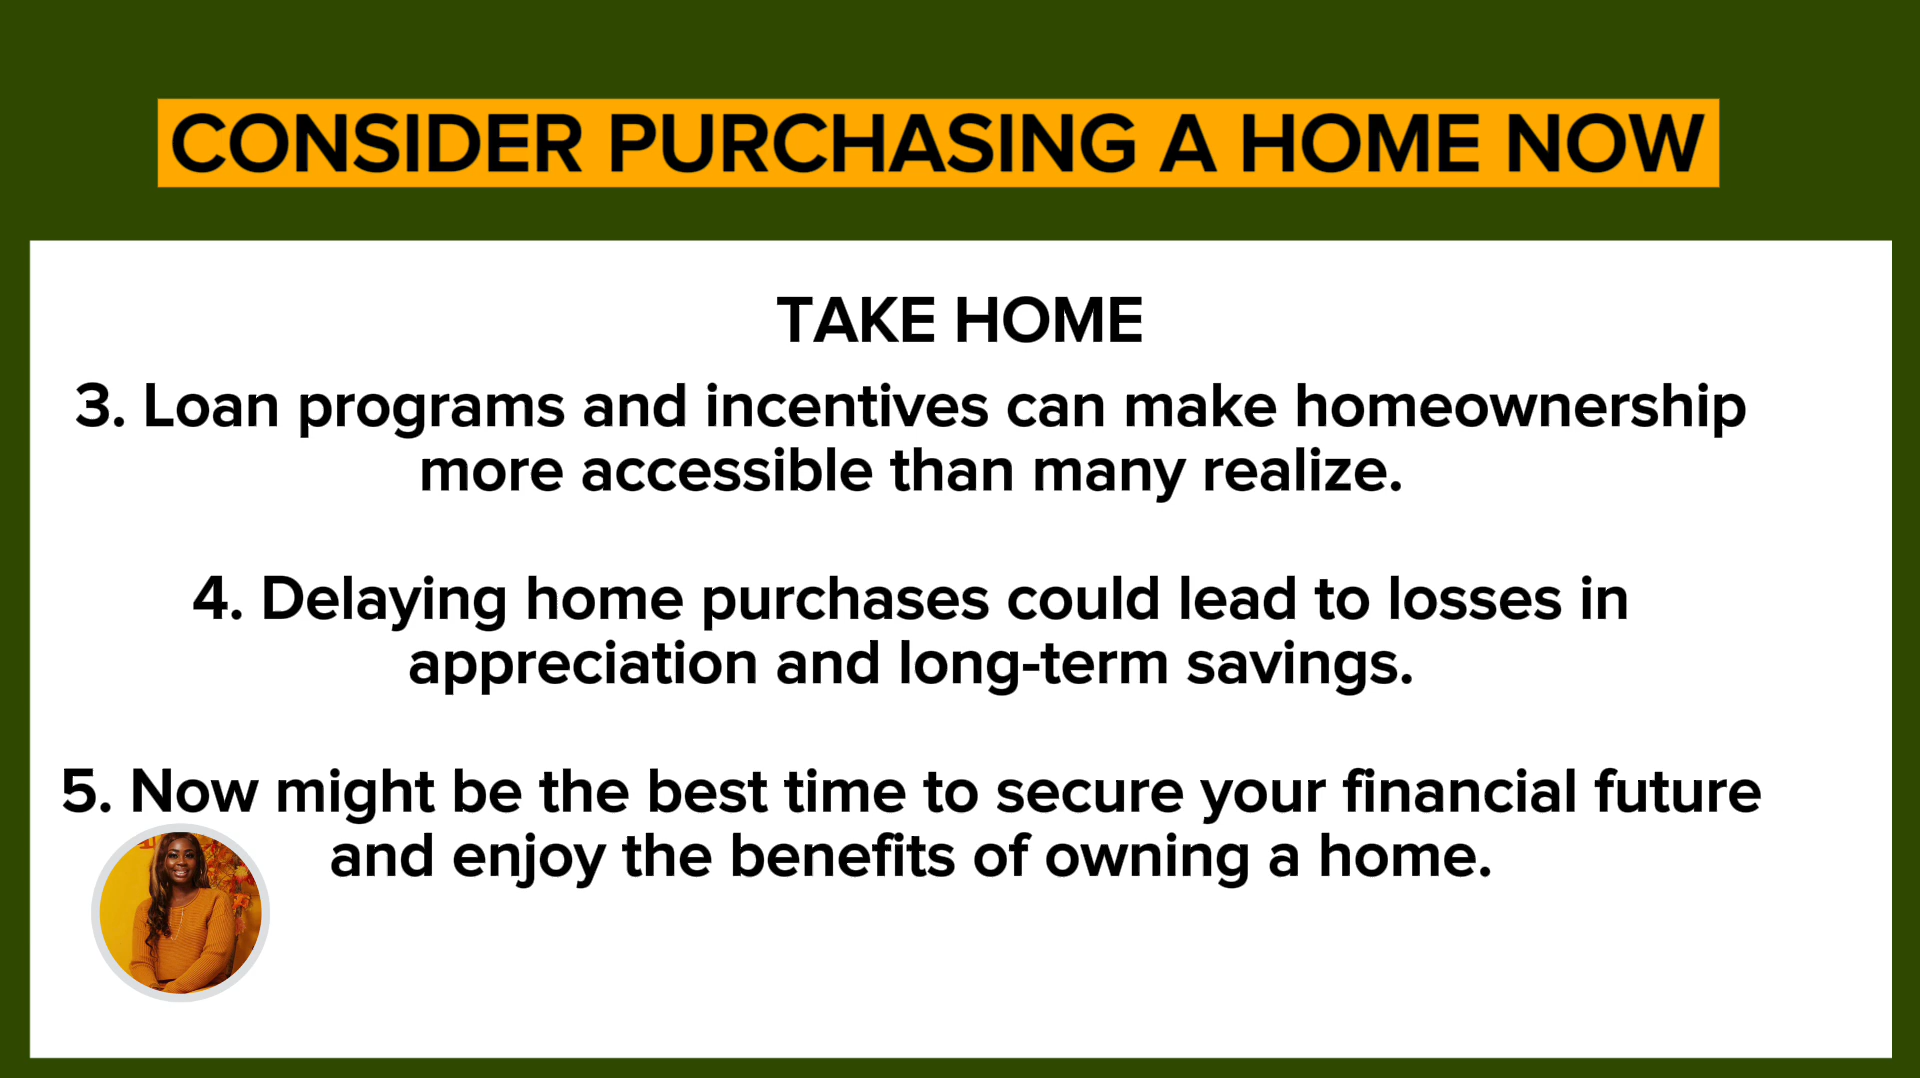 CONSIDER PURCHASING A HOME NOW
TAKE HOME
3. Loan programs and incentives can make homeownership
more accessible than many realize.
4. Delaying home purchases could lead to losses in
appreciation and long-term savings.
5. Now might be the best time to secure your financial future
and enjoy the benefits of owning a home.